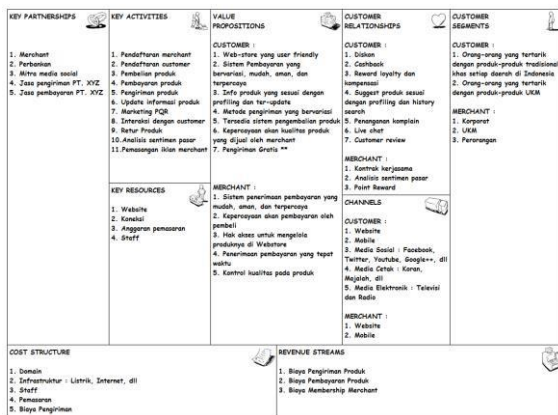 KEY PARTNERSHIPS
1. Merchant
2. Perbankan
3. Mitra media social
4. Jasa pengiriman PT. XYZ
5. Jasa pembayaran PT. XYZ
KEY ACTIVITIES
1. Pendaftaran merchant
2. Pendaftaran customer
3. Pembelian produk
4. Pembayaran produk
5. Pengiriman produk
6. Update informasi produk
7. Marketing PQR
8. Interaksi dengan customer
9. Retur Produk
10.Analisis sentimen pasar
11.Pemasangan iklan merchant
KEY RESOURCES
1. Website
2. Koneksi
3. Anggaran pemasaran
4. Staff
VALUE
PROPOSITIONS
CUSTOMER :
1. Web-store yang user friendly
2. Sistem Pembayaran yang
bervariasi, mudah, aman, dan
terpercaya
3. Info produk yang sesuai dengan
profiling dan ter-update
4. Metode pengiriman yang bervariasi
5. Tersedia sistem pengembalian produk
6. Kepercayaan akan kualitas produk
yang dijual oleh merchant
7. Pengiriman Gratis **
MERCHANT :
1. Sistem penerimaan pembayaran yang
mudah, aman, dan terpercaya
2. Kepercayaan akan pembayaran oleh
pembeli
3. Hak akses untuk mengelola
produknya di Webstore
4. Penerimaan pembayaran yang tepat
waktu
5. Kontrol kualitas pada produk
CUSTOMER
RELATIONSHIPS
CUSTOMER :
1. Diskon
2. Cashback
3. Reward loyalty dan
kompensasi
4. Suggest produk sesuai
dengan profiling dan history
search
5. Penanganan komplain
6. Live chat
7. Customer review
MERCHANT :
1. Kontrak kerjasama
2. Analisis sentimen pasar
3. Point Reward
CHANNELS
CUSTOMER :
1. Website
2. Mobile
3. Media Sosial : Facebook,
Twitter, Youtube, Google++, dll
4. Media Cetak : Koran,
Majalah, dll
5. Media Elektronik : Televisi
dan Radio
MERCHANT :
1. Website
2. Mobile
CUSTOMER
SEGMENTS
CUSTOMER :
1. Orang-orang yang tertarik
dengan produk-produk tradisional
khas setiap daerah di Indonesia
2. Orang-orang yang tertarik
dengan produk-produk UKM
MERCHANT :
1. Korporat
2. UKM
3. Perorangan
COST STRUCTURE
1. Domain
2. Infrastruktur : Listrik, Internet, dll
3. Staff
4. Pemasaran
5. Biaya Pengiriman
REVENUE STREAMS
1. Biaya Pengiriman Produk
2. Biaya Pembayaran Produk
3. Biaya Membership Merchant